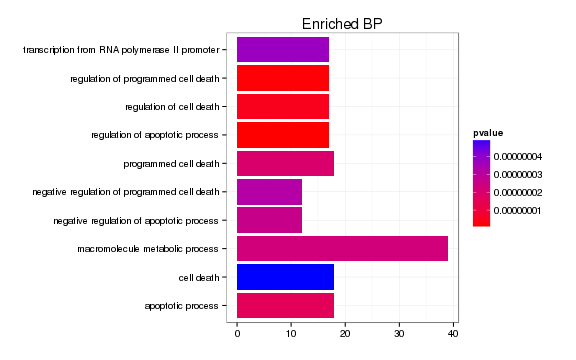 Enriched BP
transcription from RNA polymerase II promoter
regulation of programmed cell death
regulation of cell death
regulation of apoptotic process
programmed cell death
negative regulation of programmed cell death
negative regulation of apoptotic process
macromolecule metabolic process
cell death
apoptotic process
0 10 20 30 40
pvalue
0.00000004
0.00000003
0.00000002
0.00000001